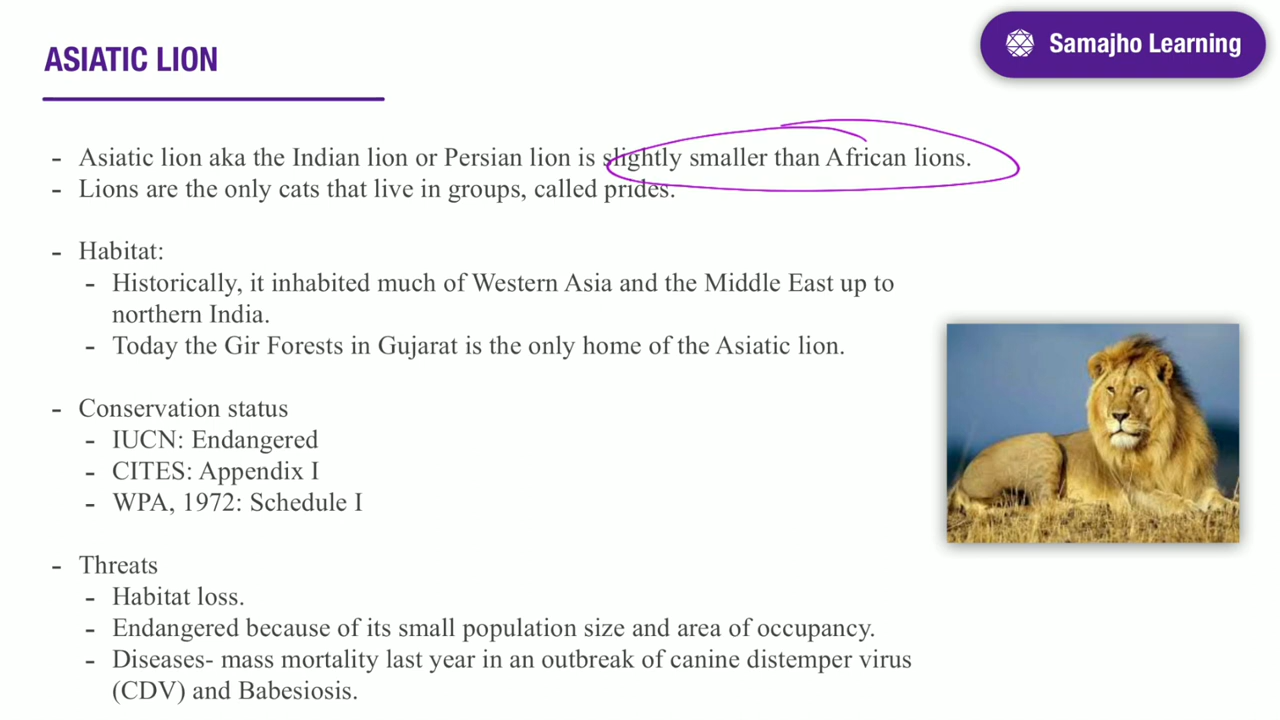 Samajho Learning
ASIATIC LION
- Asiatic lion aka the Indian lion or Persian lion is slightly smaller than African lions.
- Lions are the only cats that live in groups, called prides.
- Habitat:
- Historically, it inhabited much of Western Asia and the Middle East up to
northern India.
- Today the Gir Forests in Gujarat is the only home of the Asiatic lion.
- Conservation status
- IUCN: Endangered
- CITES: Appendix I
- WPA, 1972: Schedule I
- Threats
- Habitat loss.
- Endangered because of its small population size and area of occupancy.
- Diseases- mass mortality last year in an outbreak of canine distemper virus
(CDV) and Babesiosis.